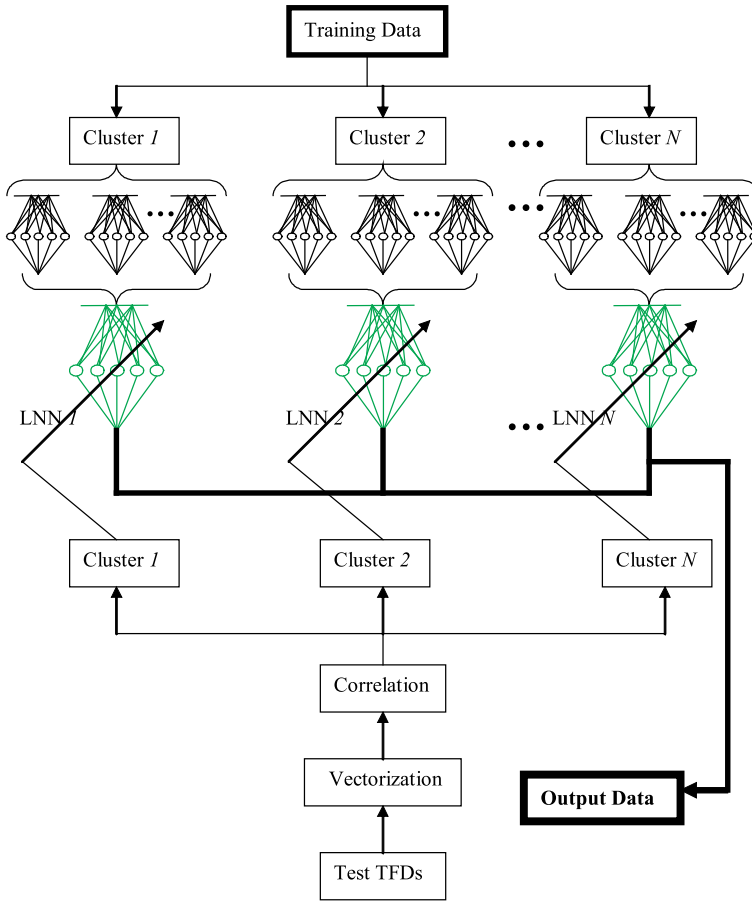 Training Data
Cluster 1
Cluster 2
...
Cluster N
...
...
...
...
LNN 1
LNN 2
...
LNN N
Cluster 1
Cluster 2
Cluster N
Correlation
Vectorization
Output Data
Test TFDs